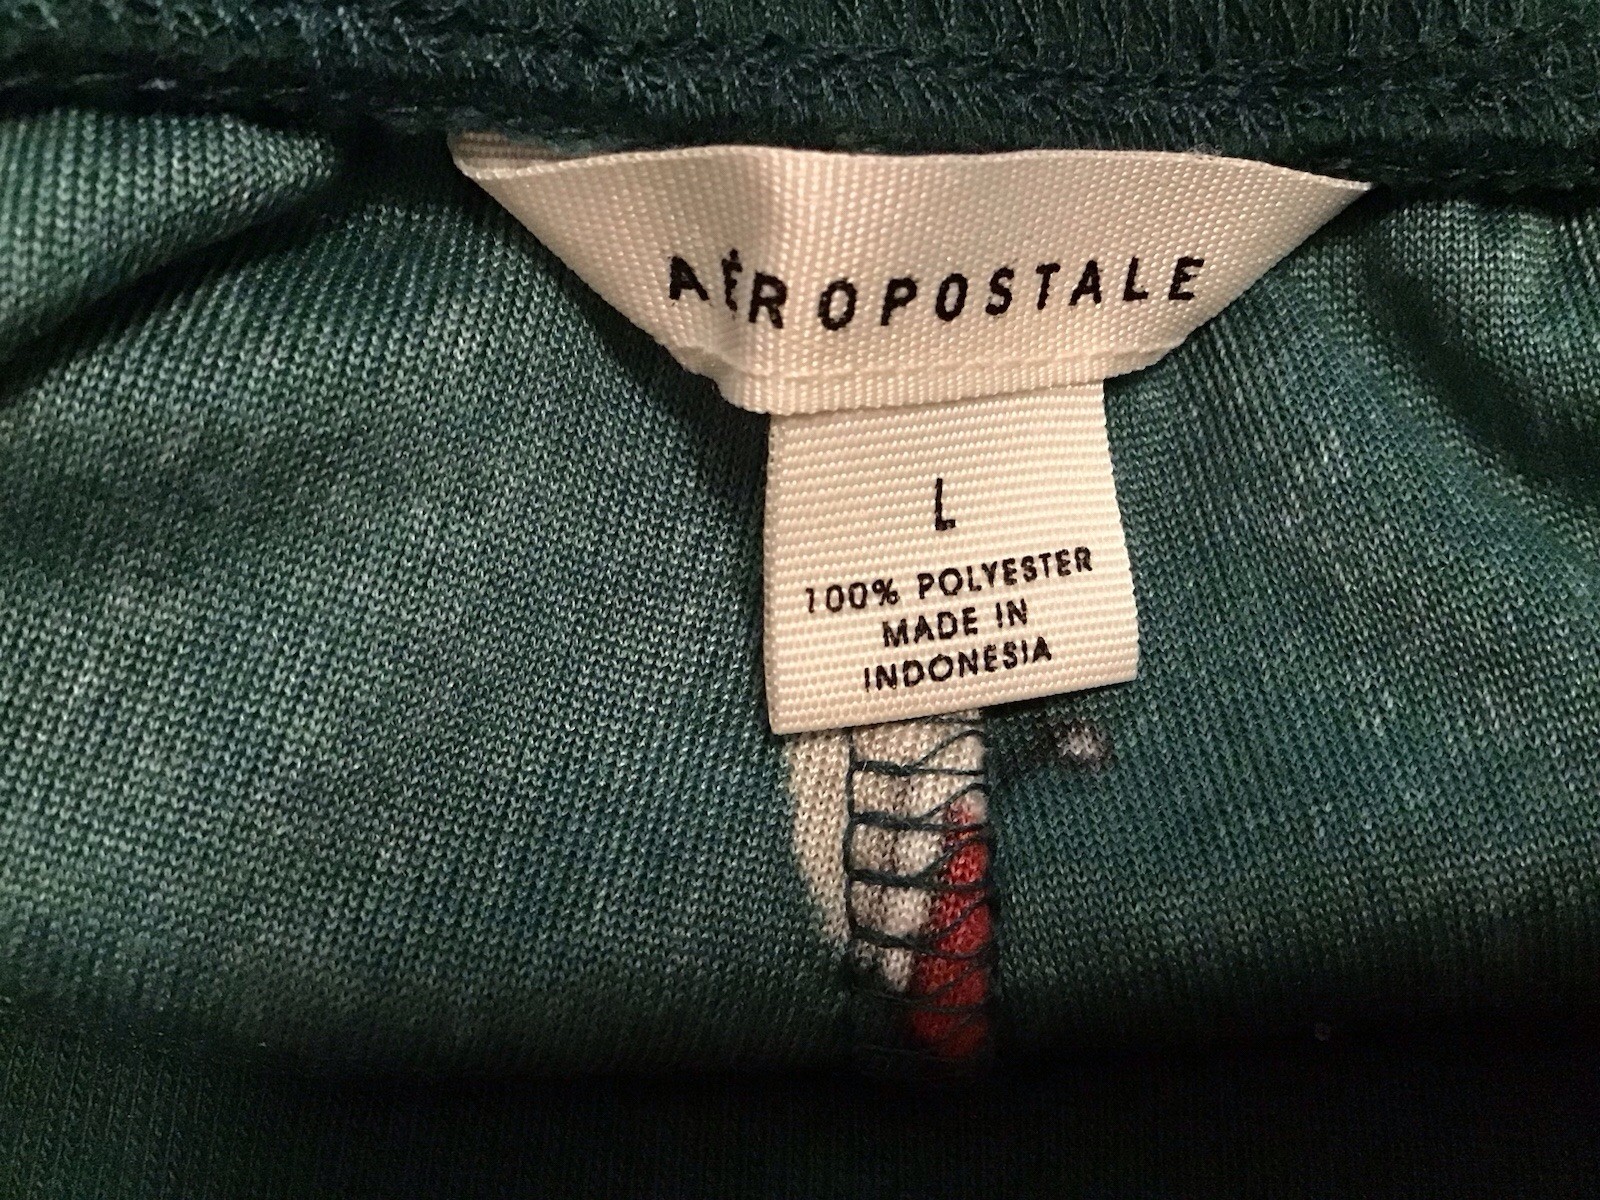 AÉROPOSTALE
L
100% POLYESTER
MADE IN
INDONESIA